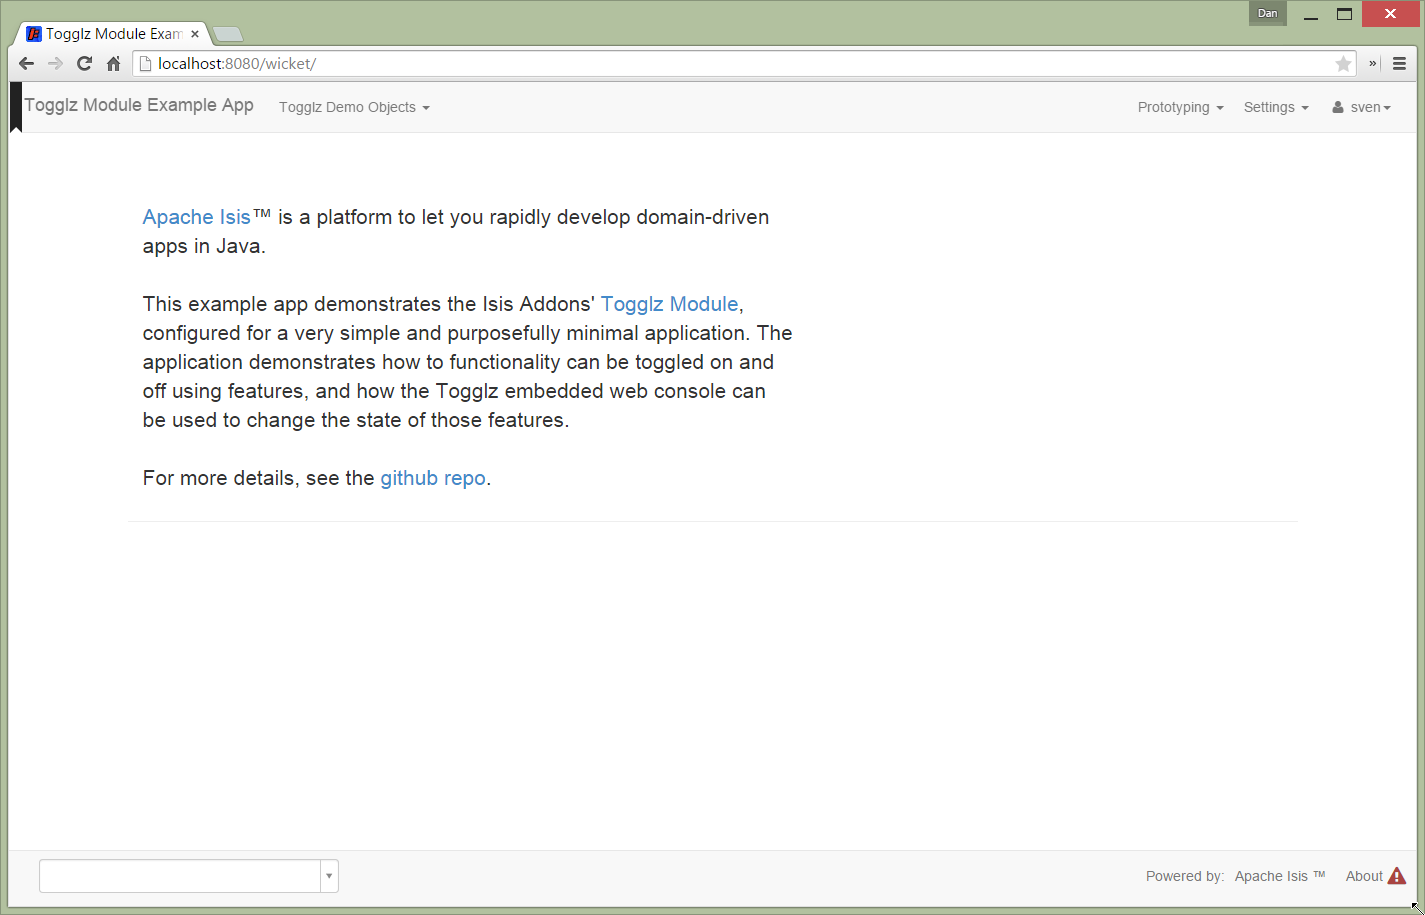 Dan
Togglz Module Exam
localhost:8080/wicket/
Togglz Module Example App Togglz Demo Objects Prototyping Settings sven
Apache Isis™ is a platform to let you rapidly develop domain-driven
apps in Java.
This example app demonstrates the Isis Addons' Togglz Module,
configured for a very simple and purposefully minimal application. The
application demonstrates how to functionality can be toggled on and
off using features, and how the Togglz embedded web console can
be used to change the state of those features.
For more details, see the github repo.
Powered by: Apache Isis ™ About